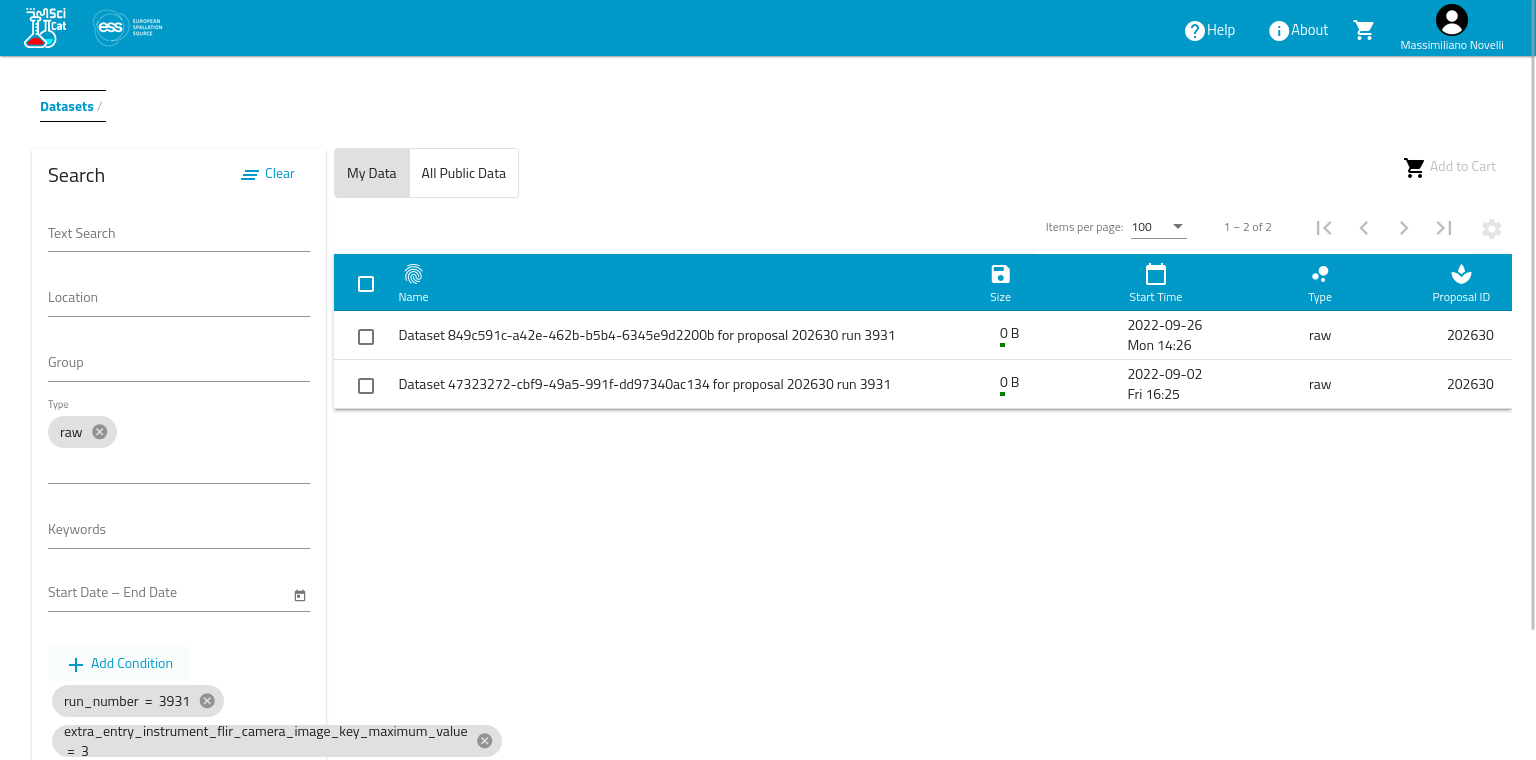 Sci
Cat
ess
EUROPEAN
SPALLATION
SOURCE
Help
About
Massimiliano Novelli
Datasets /
Search
Clear
Text Search
Location
Group
Type
raw
Keywords
Start Date – End Date
Add Condition
run_number = 3931
extra_entry_instrument_flir_camera_image_key_maximum_value
= 3
My Data
All Public Data
Add to Cart
Items per page: 100
1 – 2 of 2
Name Size Start Time Type Proposal ID
Dataset 849c591c-a42e-462b-b5b4-6345e9d2200b for proposal 202630 run 3931 0 B 2022-09-26 raw 202630
Mon 14:26
Dataset 47323272-cbf9-49a5-991f-dd97340ac134 for proposal 202630 run 3931 0 B 2022-09-02 raw 202630
Fri 16:25